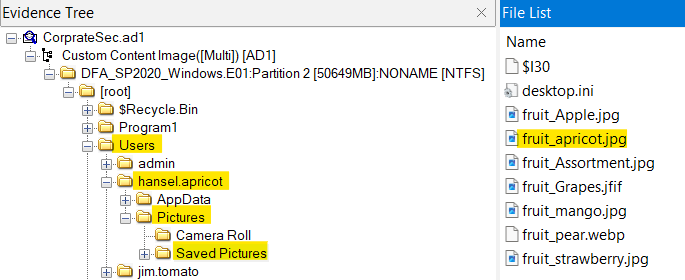 Evidence Tree
CorprateSec.ad1
Custom Content Image([Multi]) [AD1]
DFA_SP2020_Windows.E01:Partition 2 [50649MB]:NONAME [NTFS]
[root]
$Recycle.Bin
Program1
Users
admin
hansel.apricot
AppData
Pictures
Camera Roll
Saved Pictures
jim.tomato
File List
Name
$I30
desktop.ini
fruit_Apple.jpg
fruit_apricot.jpg
fruit_Assortment.jpg
fruit_Grapes.jfif
fruit_mango.jpg
fruit_pear.webp
fruit_strawberry.jpg